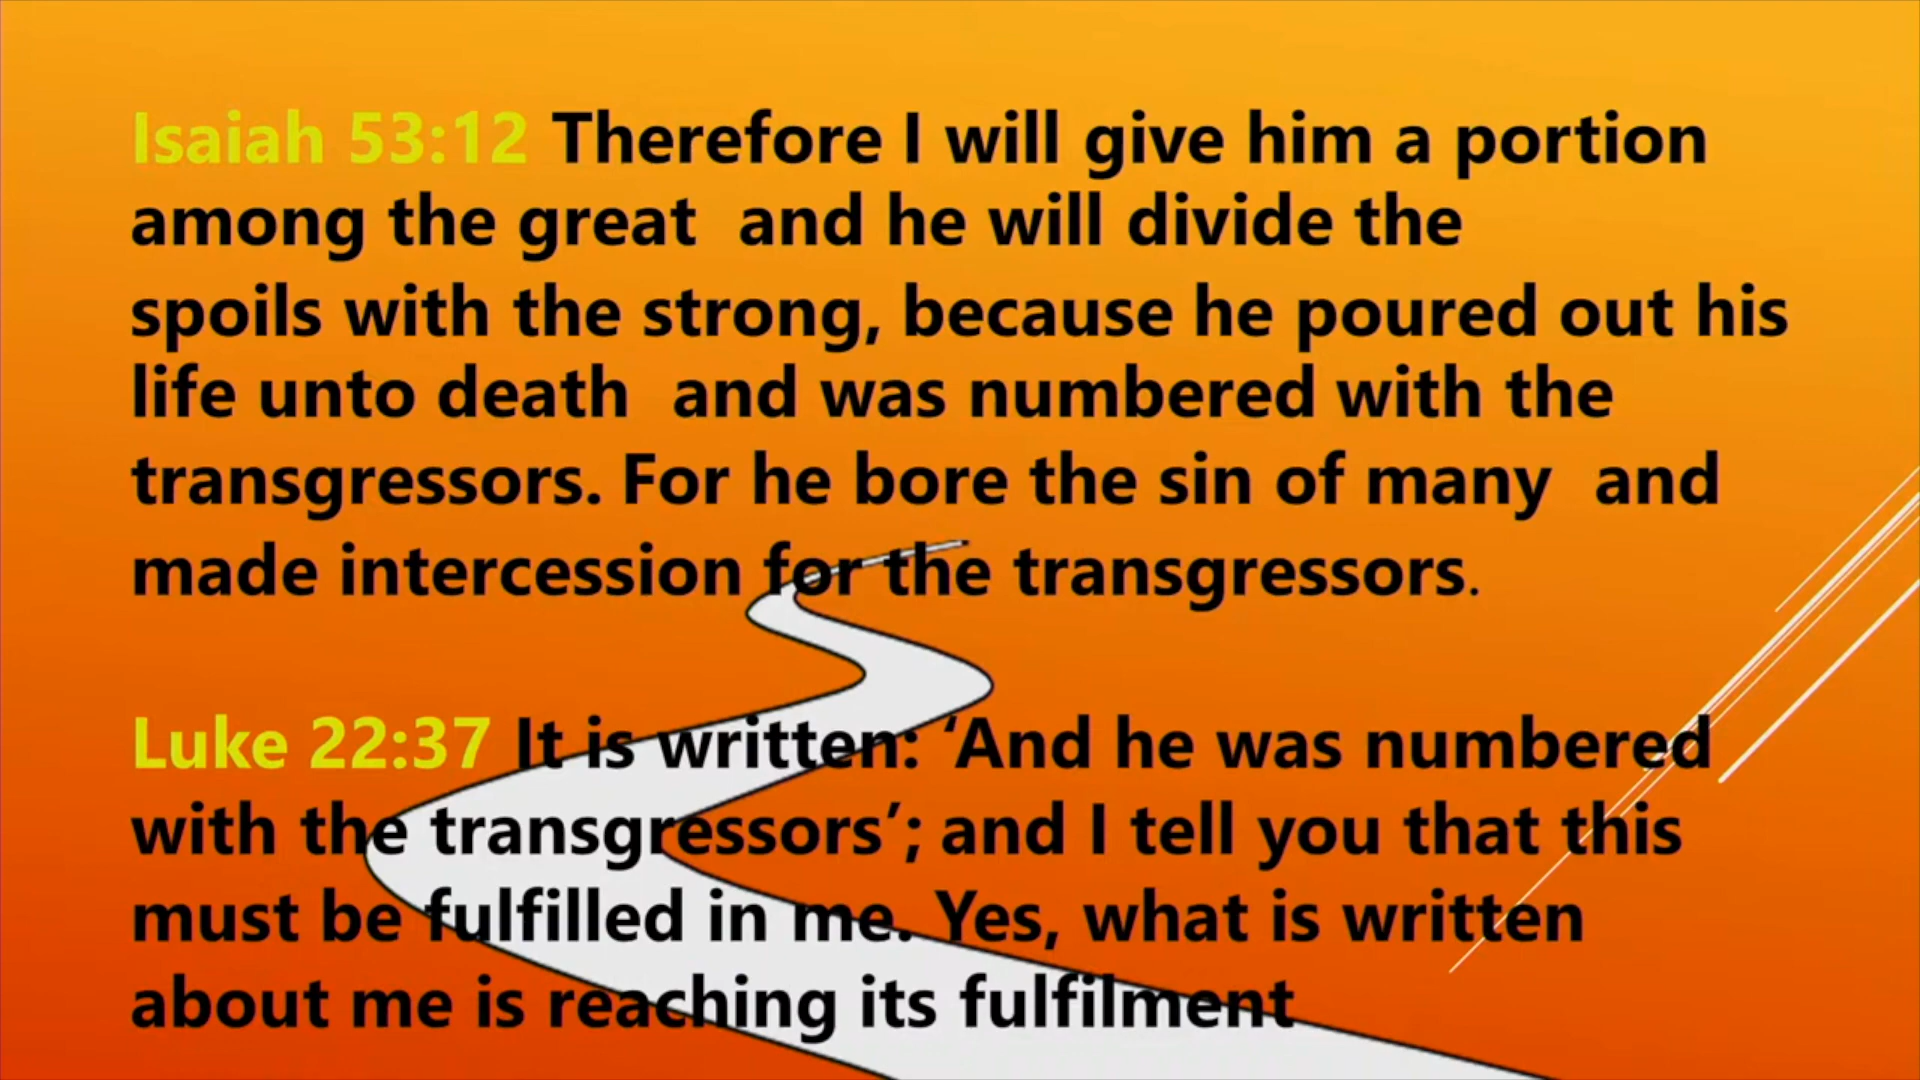 Isaiah 53:12 Therefore I will give him a portion
among the great  and he will divide the
spoils with the strong, because he poured out his
life unto death  and was numbered with the
transgressors. For he bore the sin of many  and
made intercession for the transgressors.
Luke 22:37 It is written: ‘And he was numbered
with the transgressors’; and I tell you that this
must be fulfilled in me. Yes, what is written
about me is reaching its fulfilment